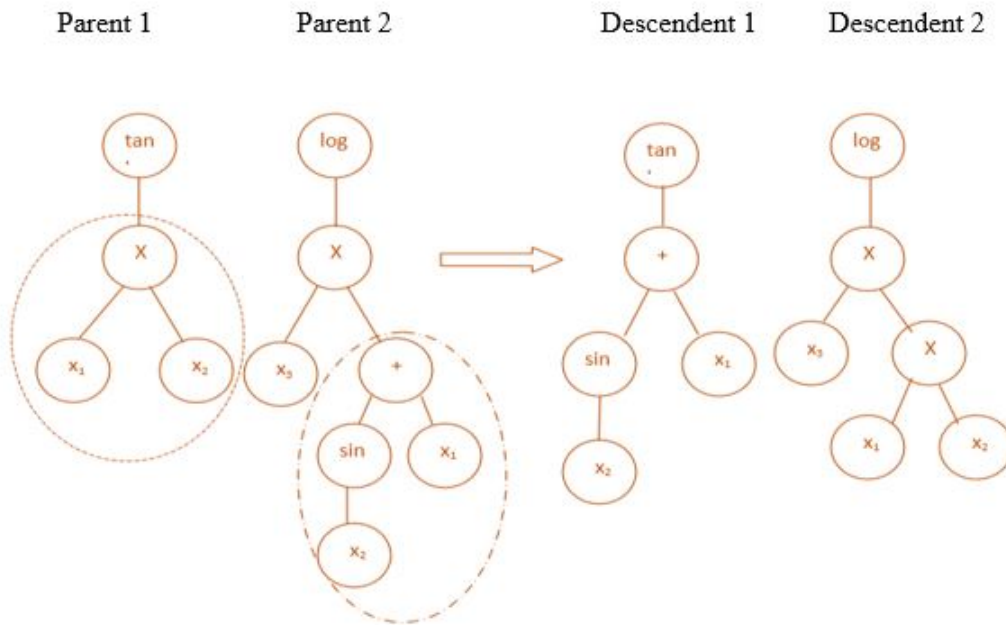 Parent 1 Parent 2 Descendent 1 Descendent 2
tan log tan log
X X + X
x₁ x₂ x₃ + sin x₁ x₃ X
sin x₁ x₂ x₁ x₂
x₂